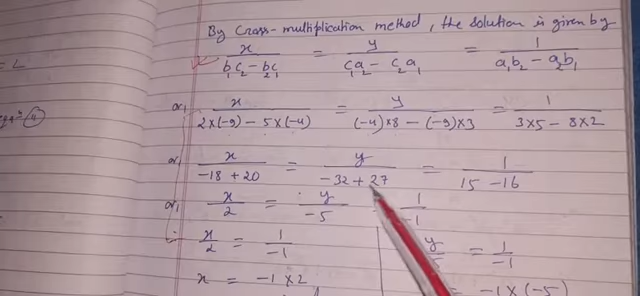 By Cross-multiplication method, the solution is given by
x/(b₁c₂ - b₂c₁) = y/(c₁a₂ - c₂a₁) = 1/(a₁b₂ - a₂b₁)
or, x/(2×(-9) - 5×(-4)) = y/((-4)×8 - (-9)×3) = 1/(3×5 - 8×2)
or, x/(-18 + 20) = y/(-32 + 27) = 1/(15 - 16)
or, x/2 = y/-5 = 1/-1
x/2 = 1/-1
y = 1/-1
x = -1×2
= -1×(-5)